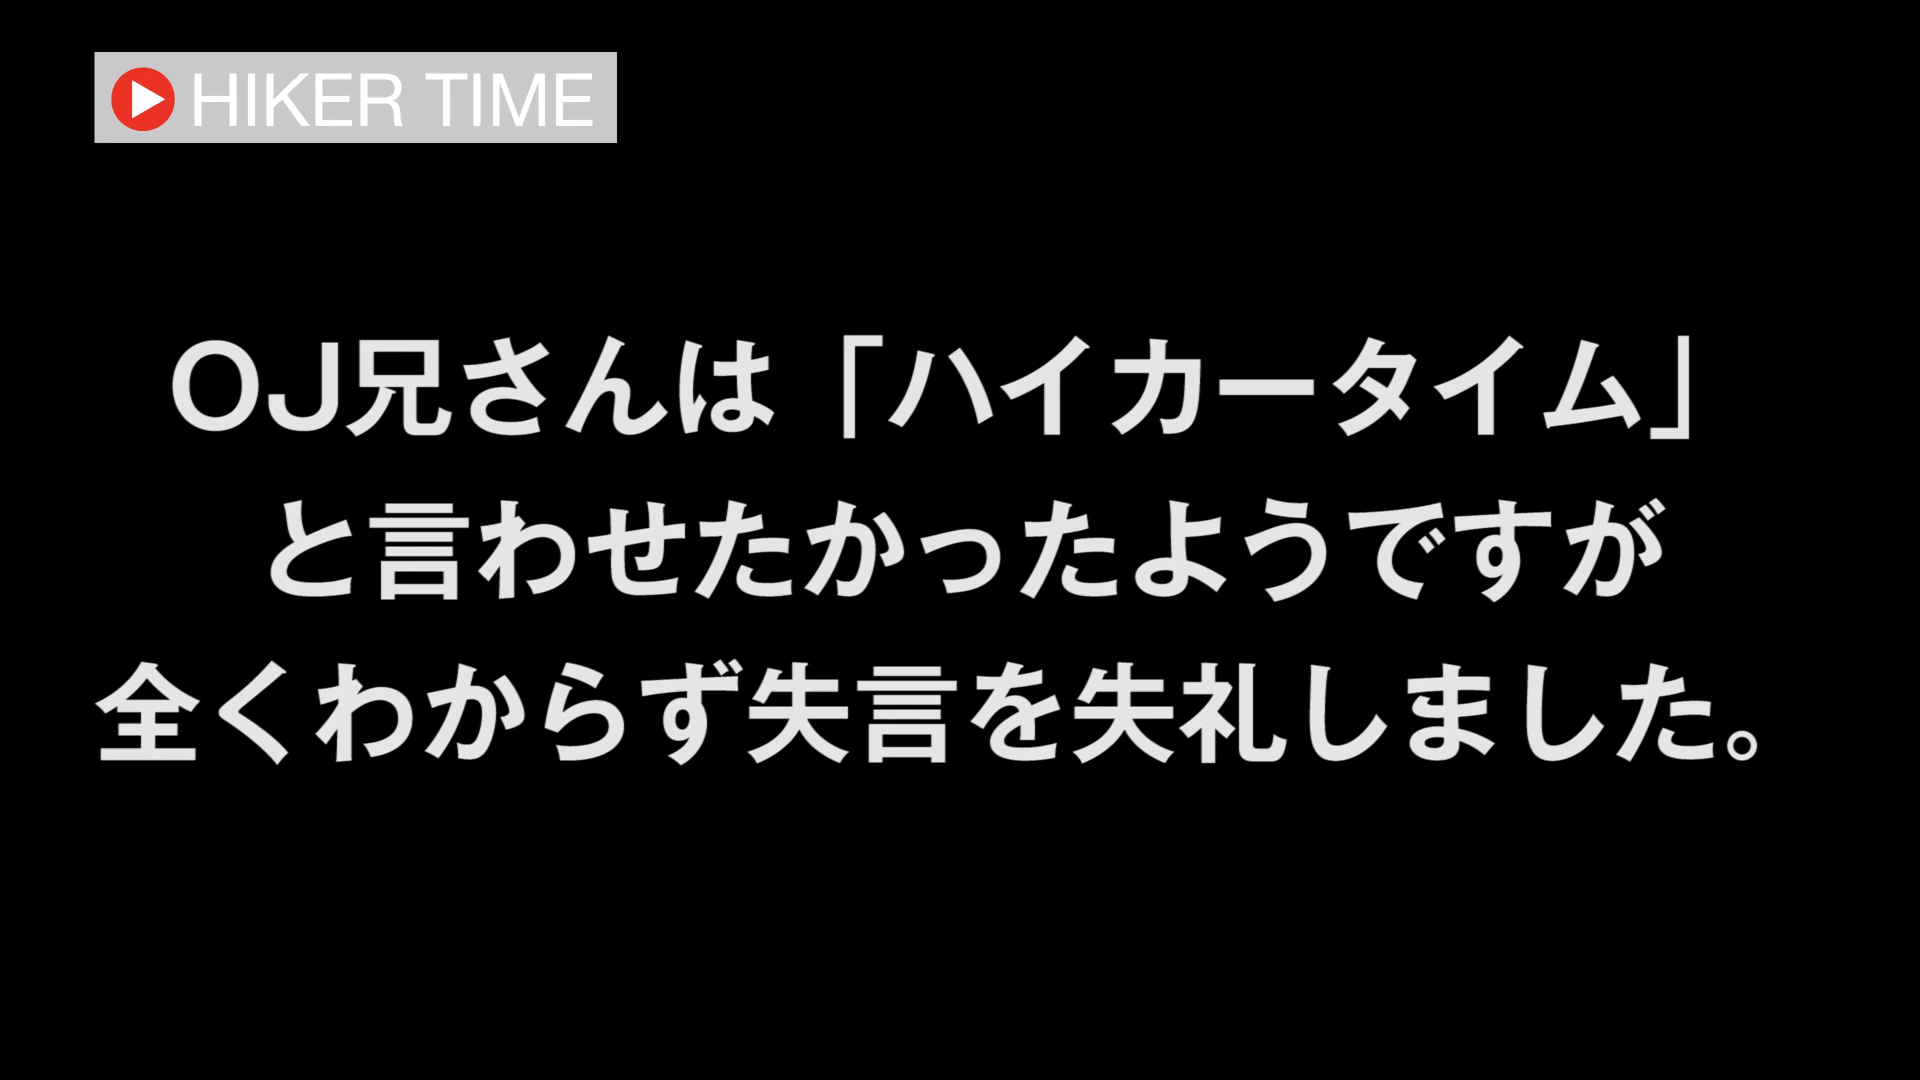 HIKER TIME
OJ兄さんは「ハイカータイム」
と言わせたかったようですが
全くわからず失言を失礼しました。